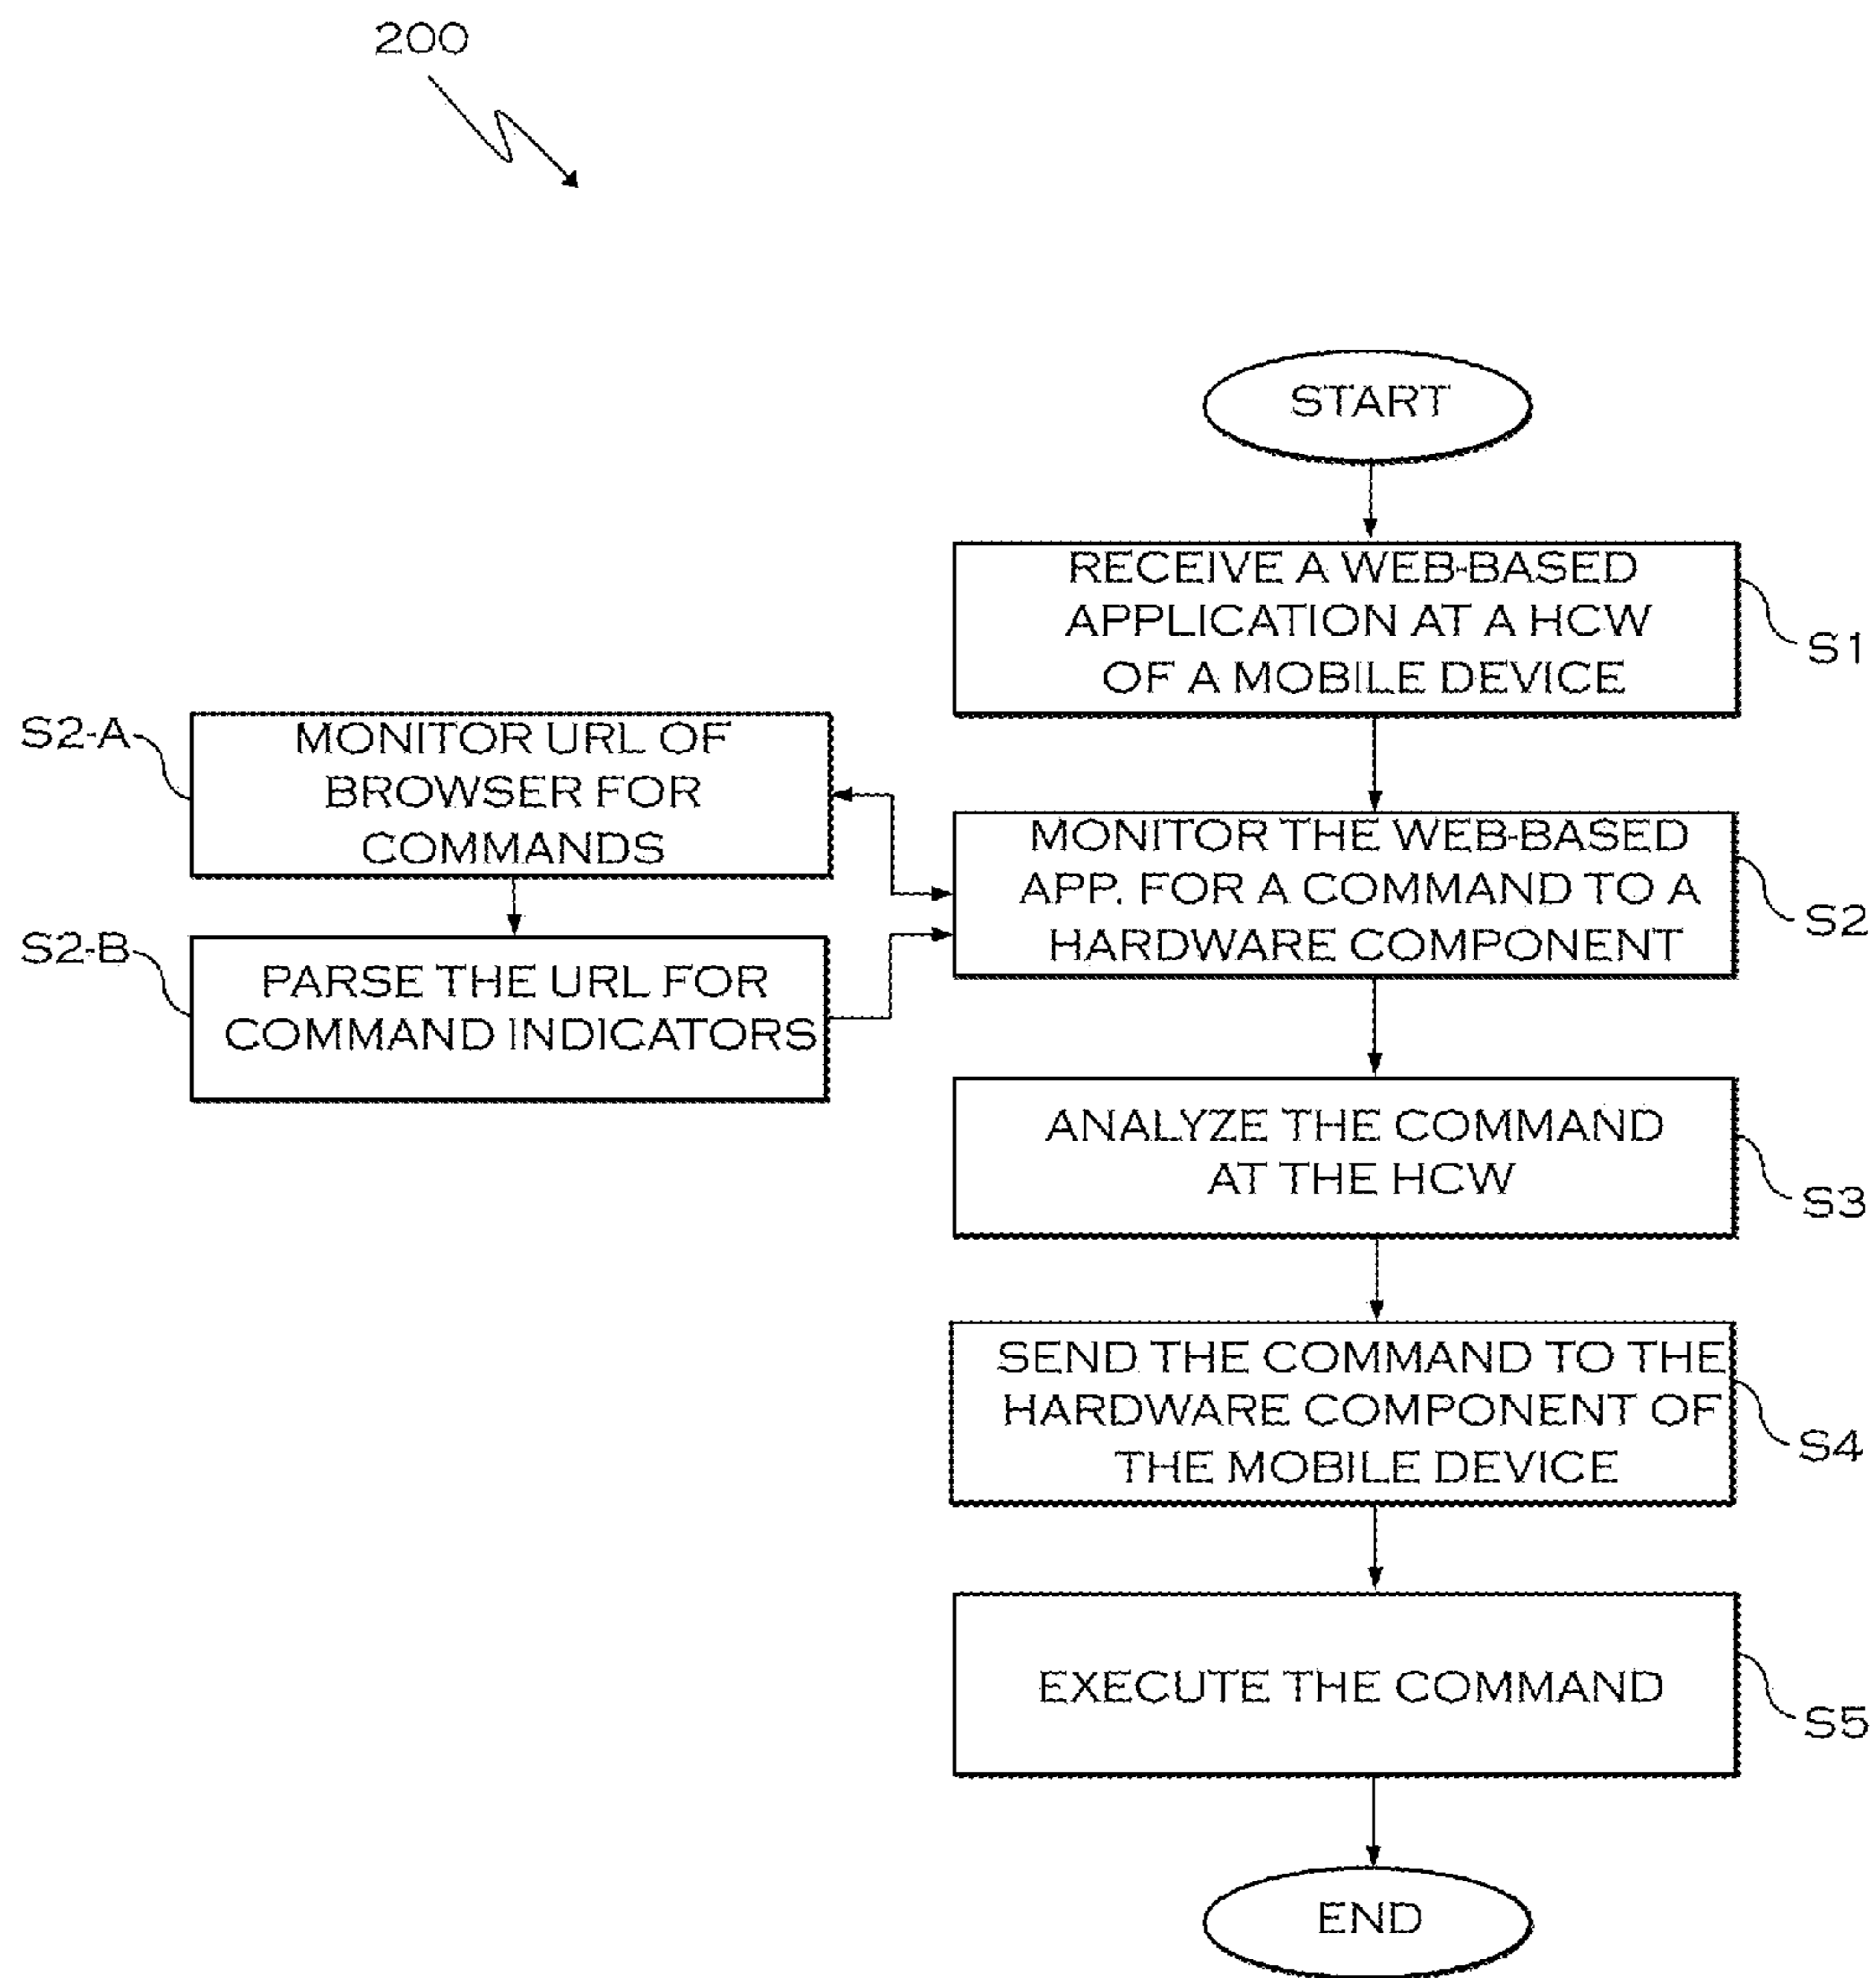 200
START
RECEIVE A WEB-BASED
APPLICATION AT A HCW
OF A MOBILE DEVICE
S1
S2-A
MONITOR URL OF
BROWSER FOR
COMMANDS
MONITOR THE WEB-BASED
APP. FOR A COMMAND TO A
HARDWARE COMPONENT
S2
S2-B
PARSE THE URL FOR
COMMAND INDICATORS
ANALYZE THE COMMAND
AT THE HCW
S3
SEND THE COMMAND TO THE
HARDWARE COMPONENT OF
THE MOBILE DEVICE
S4
EXECUTE THE COMMAND
S5
END